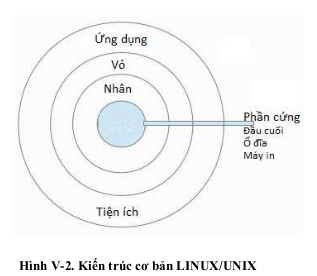 Ứng dụng
Vỏ
Nhân
Phần cứng
Đầu cuối
Ổ đĩa
Máy in
Tiện ích
Hình V-2. Kiến trúc cơ bản LINUX/UNIX